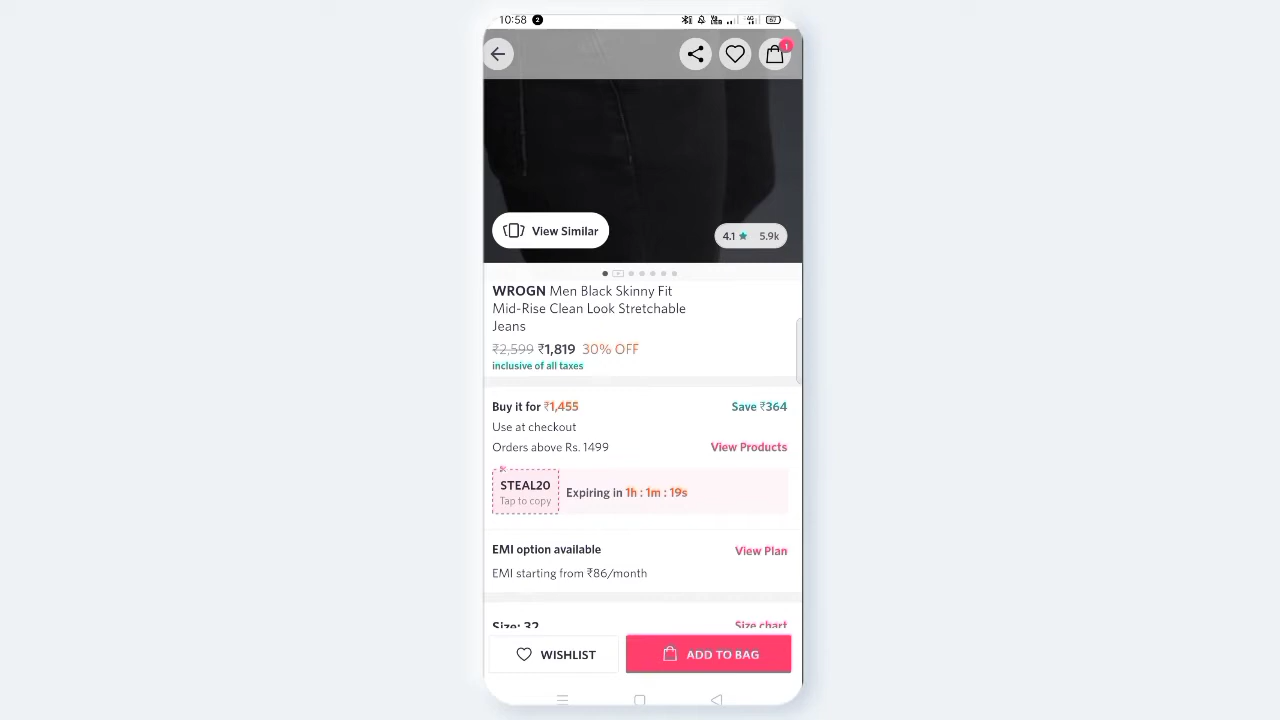 10:58 2
67
1
View Similar
4.1 ★ 5.9k
WROGN Men Black Skinny Fit
Mid-Rise Clean Look Stretchable
Jeans
₹2,599 ₹1,819 30% OFF
inclusive of all taxes
Buy it for ₹1,455 Save ₹364
Use at checkout
Orders above Rs. 1499 View Products
STEAL20
Tap to copy
Expiring in 1h : 1m : 19s
EMI option available View Plan
EMI starting from ₹86/month
Size: 32 Size chart
WISHLIST ADD TO BAG